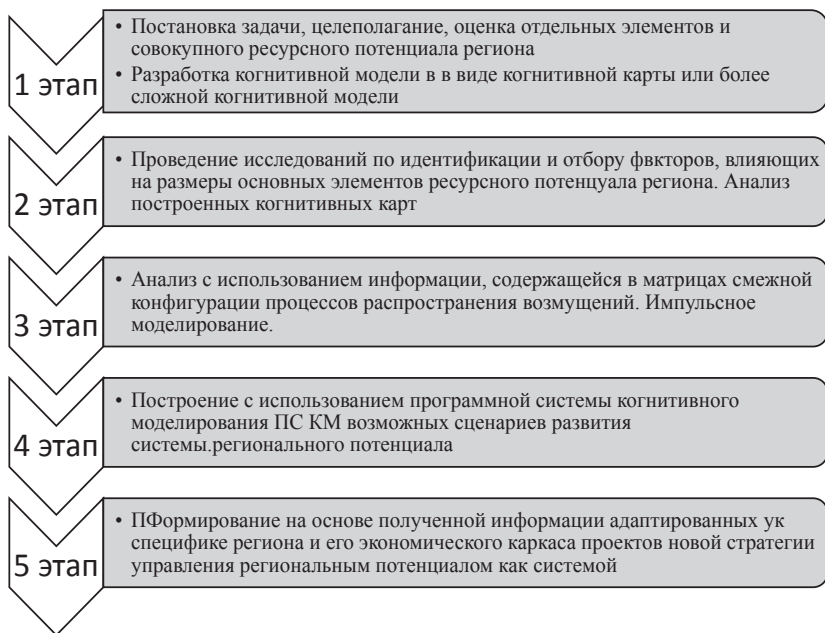 1 этап
• Постановка задачи, целеполагание, оценка отдельных элементов и
совокупного ресурсного потенциала региона
• Разработка когнитивной модели в в виде когнитивной карты или более
сложной когнитивной модели
2 этап
• Проведение исследований по идентификации и отбору фвкторов, влияющих
на размеры основных элементов ресурсного потенцуала региона. Анализ
построенных когнитивных карт
3 этап
• Анализ с использованием информации, содержащейся в матрицах смежной
конфигурации процессов распространения возмущений. Импульсное
моделирование.
4 этап
• Построение с использованием программной системы когнитивного
моделирования ПС КМ возможных сценариев развития
системы.регионального потенциала
5 этап
• ПФормирование на основе полученной информации адаптированных ук
специфике региона и его экономического каркаса проектов новой стратегии
управления региональным потенциалом как системой